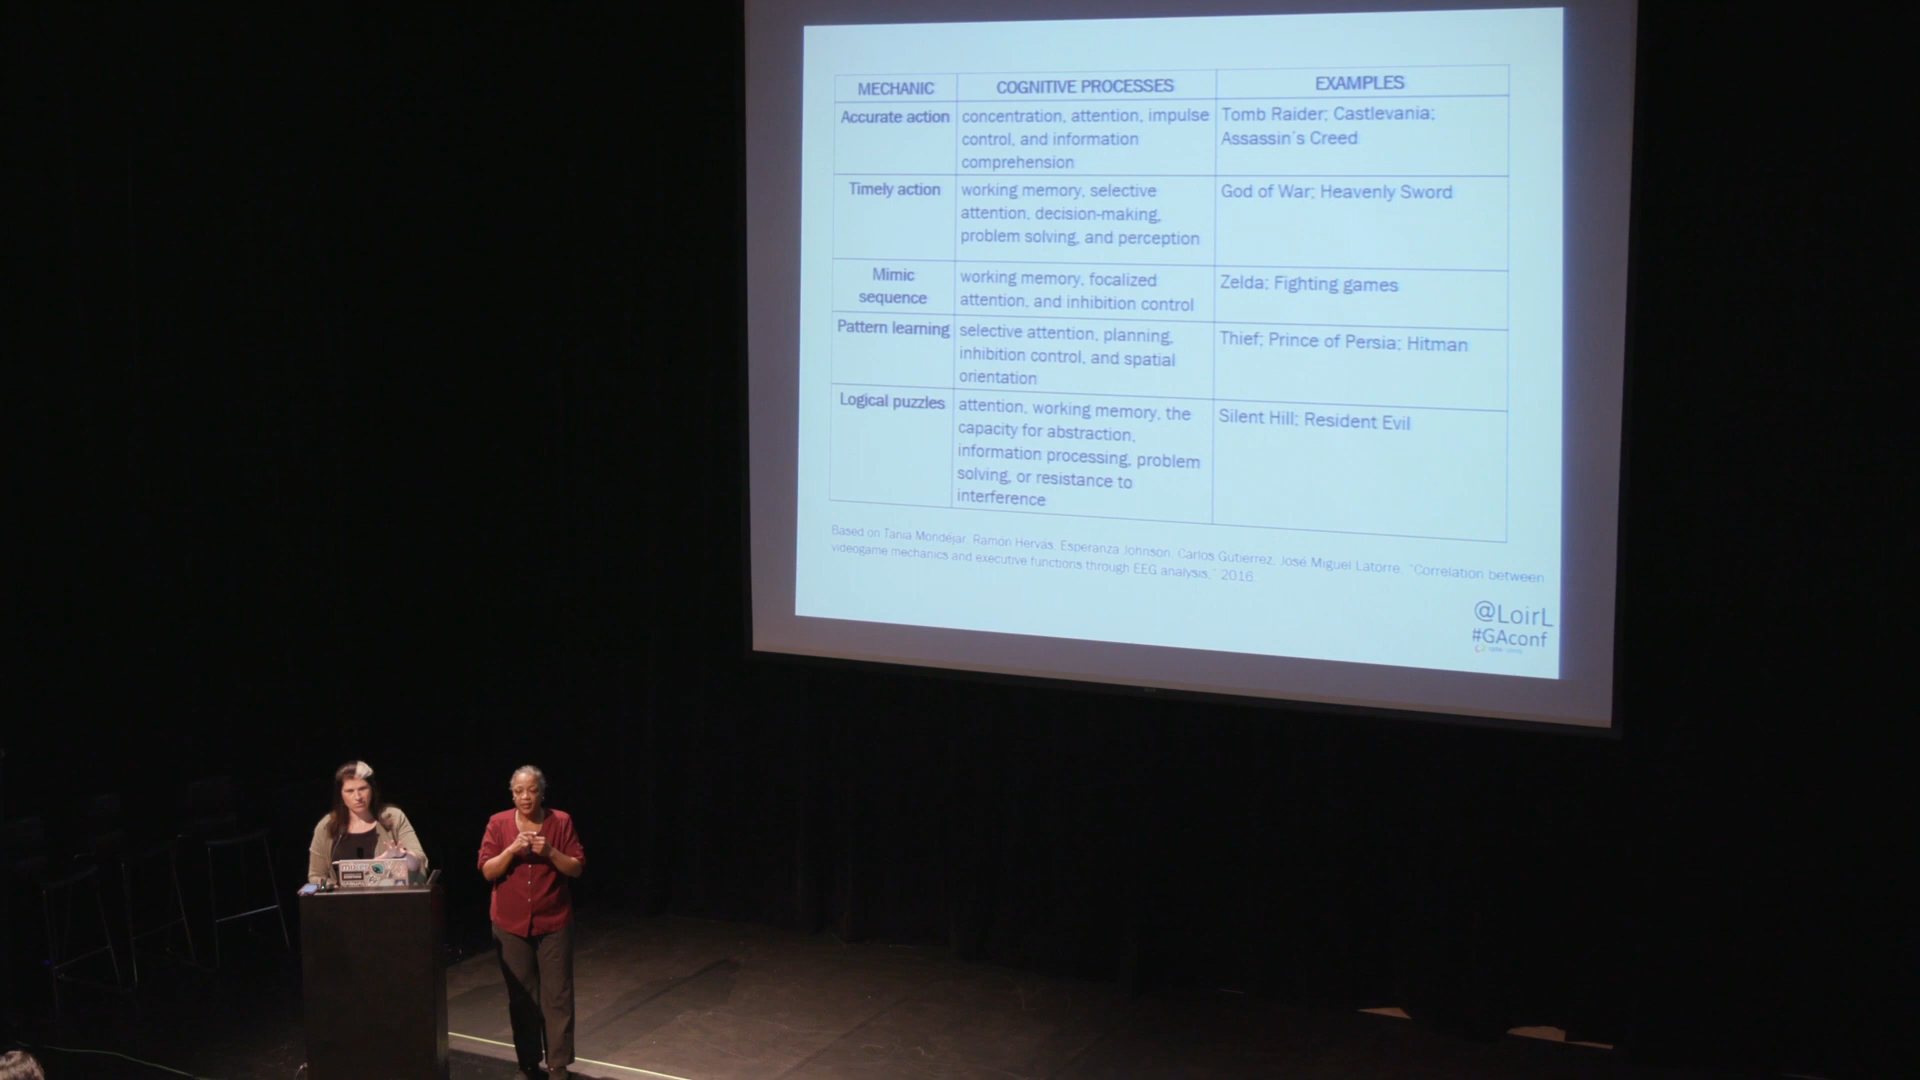 MECHANIC COGNITIVE PROCESSES EXAMPLES
Accurate action
concentration, attention, impulse
control, and information
comprehension
Tomb Raider; Castlevania;
Assassin´s Creed
Timely action
working memory, selective
attention, decision-making,
problem solving, and perception
God of War; Heavenly Sword
Mimic
sequence
working memory, focalized
attention, and inhibition control
Zelda; Fighting games
Pattern learning
selective attention, planning,
inhibition control, and spatial
orientation
Thief; Prince of Persia; Hitman
Logical puzzles
attention, working memory, the
capacity for abstraction,
information processing, problem
solving, or resistance to
interference
Silent Hill; Resident Evil
Based on Tania Mondéjar, Ramón Hervás, Esperanza Johnson, Carlos Gutierrez, José Miguel Latorre. "Correlation between
videogame mechanics and executive functions through EEG analysis," 2016.
@LoirL
#GAconf